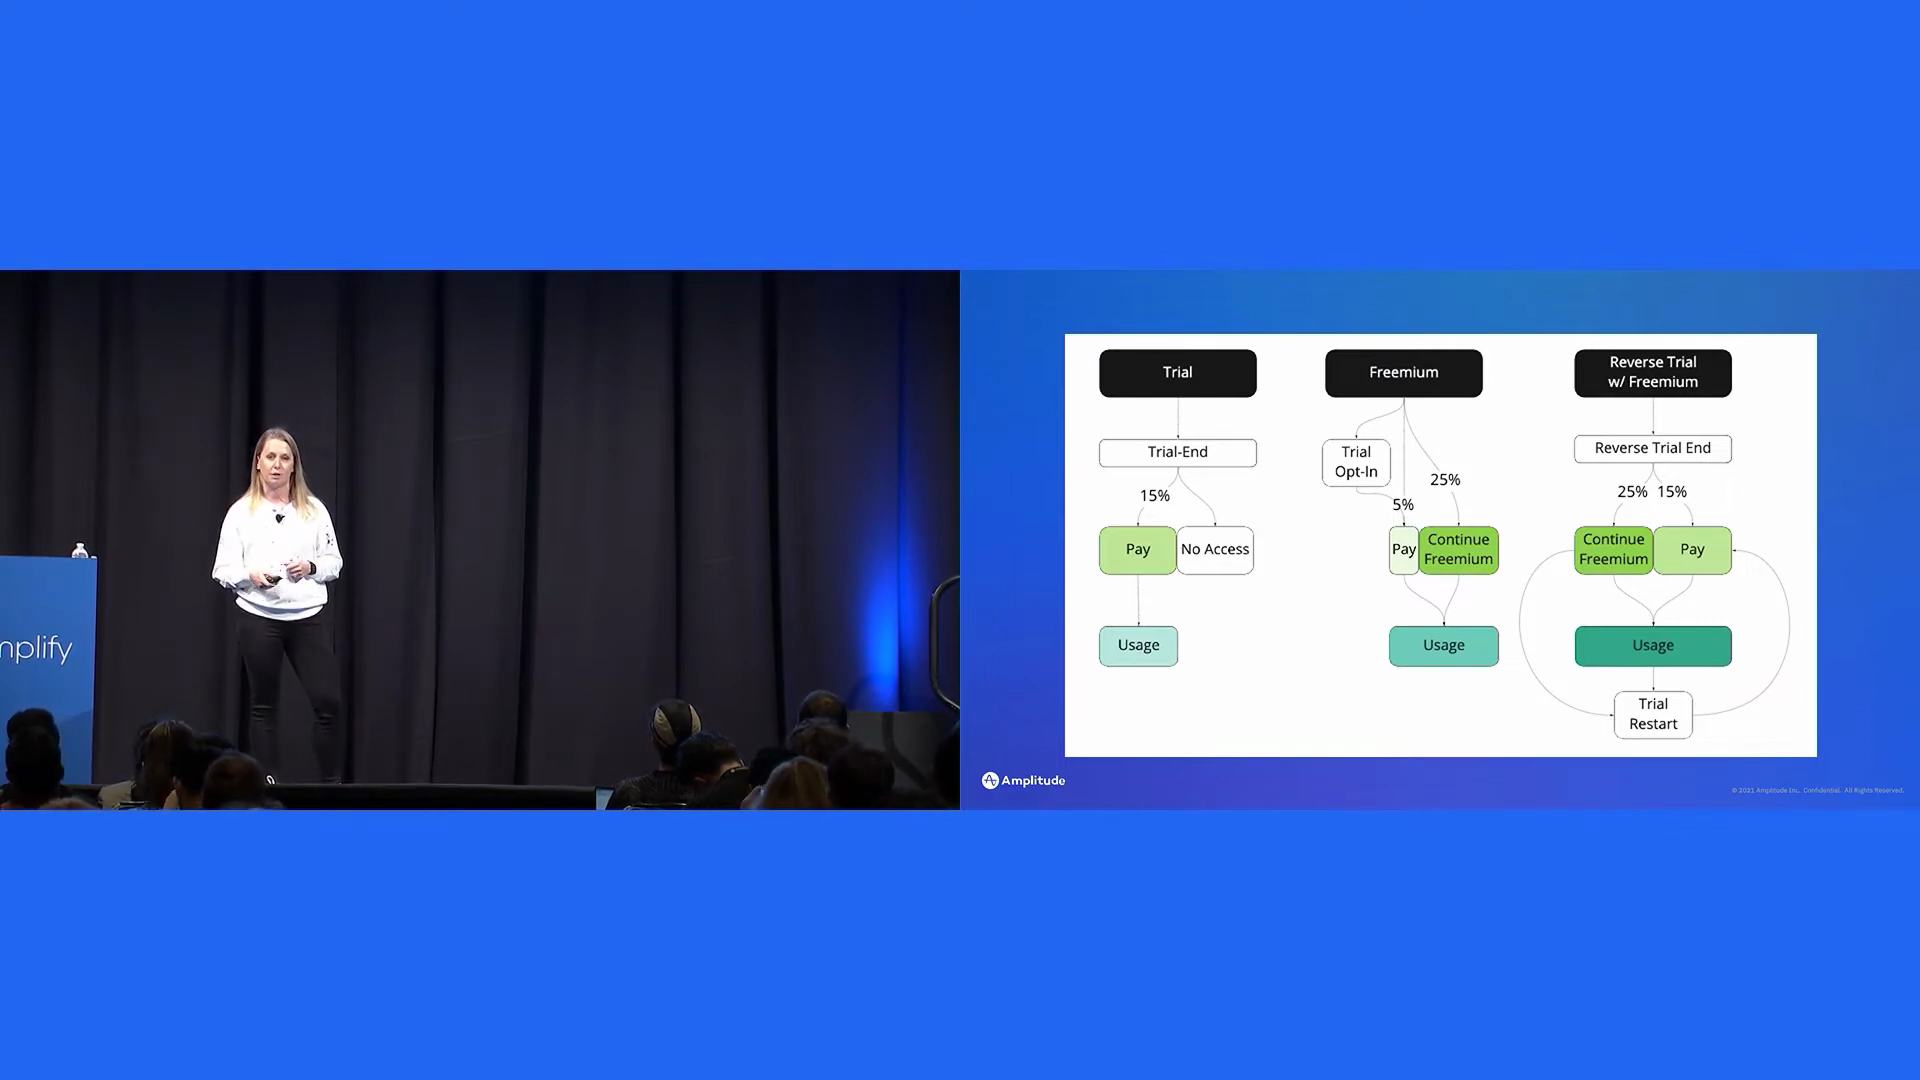 mplify
Trial
Trial-End
15%
Pay
No Access
Usage
Freemium
Trial
Opt-In
5%
25%
Pay
Continue
Freemium
Usage
Reverse Trial
w/ Freemium
Reverse Trial End
25%
15%
Continue
Freemium
Pay
Usage
Trial
Restart
Amplitude
© 2021 Amplitude Inc. Confidential. All Rights Reserved.